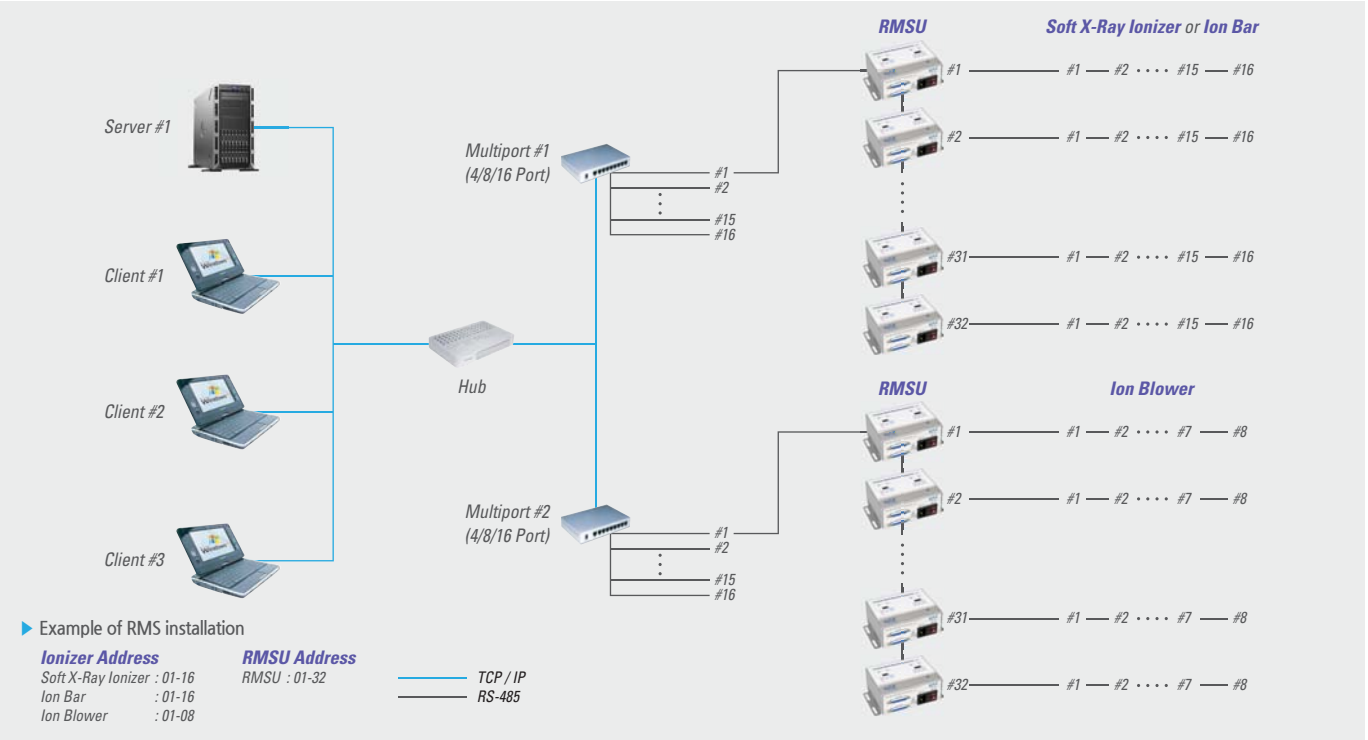 RMSU Soft X-Ray Ionizer or Ion Bar
#1 #1 #2 #15 #16
Server #1
#2 #1 #2 #15 #16
Multiport #1
(4/8/16 Port)
#1
#2
#15
#16
#31 #1 #2 #15 #16
Client #1
Windows
#32 #1 #2 #15 #16
Hub
RMSU Ion Blower
Client #2
Windows
#1 #1 #2 #7 #8
#2 #1 #2 #7 #8
Multiport #2
(4/8/16 Port)
#1
#2
#15
#16
Client #3
Windows
#31 #1 #2 #7 #8
#32 #1 #2 #7 #8
Example of RMS installation
Ionizer Address
Soft X-Ray Ionizer : 01-16
Ion Bar : 01-16
Ion Blower : 01-08
RMSU Address
RMSU : 01-32
TCP / IP
RS-485